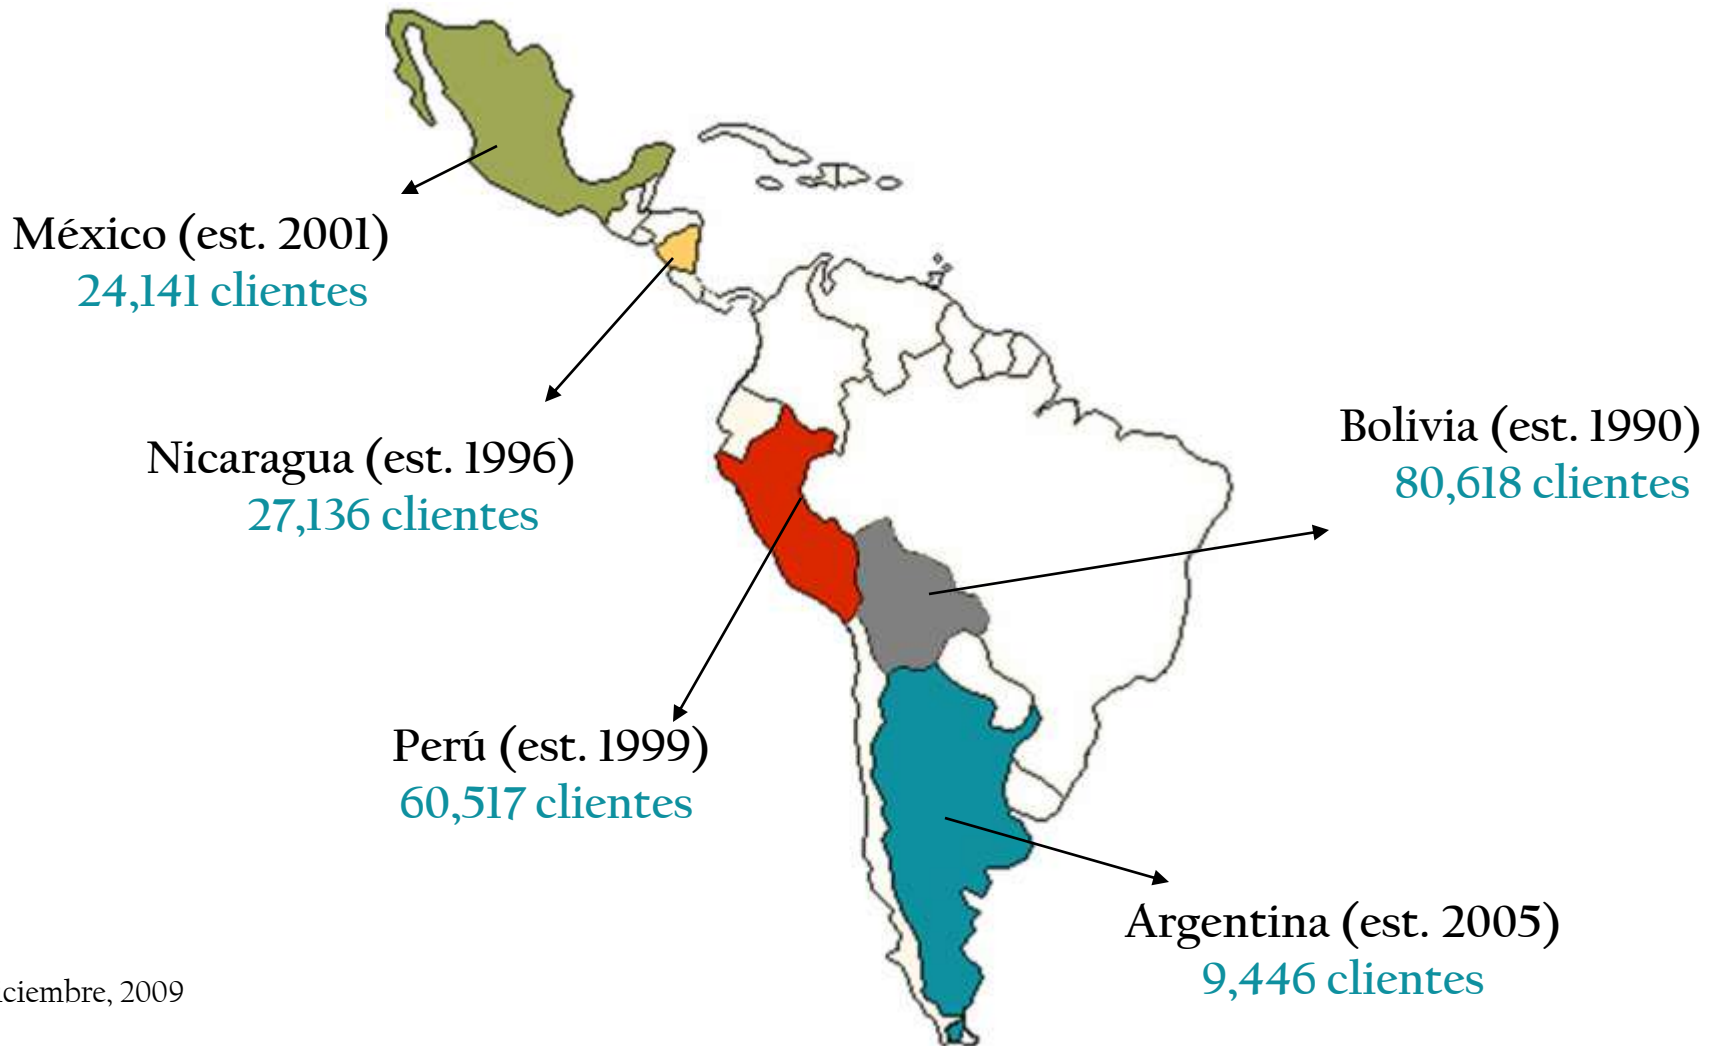 México (est. 2001)
24,141 clientes
Nicaragua (est. 1996)
27,136 clientes
Bolivia (est. 1990)
80,618 clientes
Perú (est. 1999)
60,517 clientes
Argentina (est. 2005)
9,446 clientes
ciembre, 2009